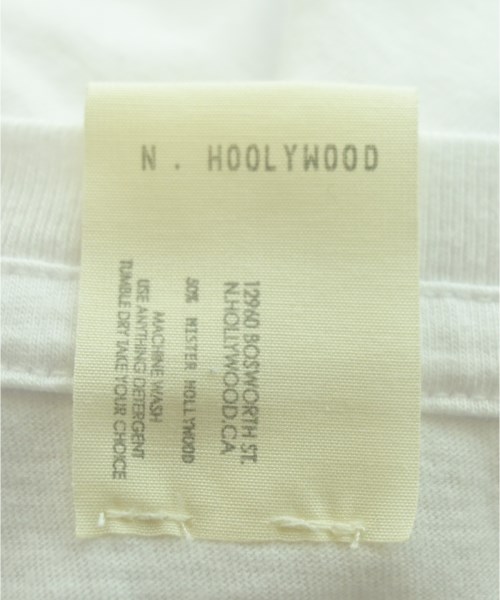 N. HOOLYWOOD
12960 BOSWORTH ST.
N.HOLLYWOOD.CA
50% MISTER HOLLYWOOD
MACHINE WASH
USE ANYTHING DETERGENT
TUMBLE DRY TAKE YOUR CHOICE